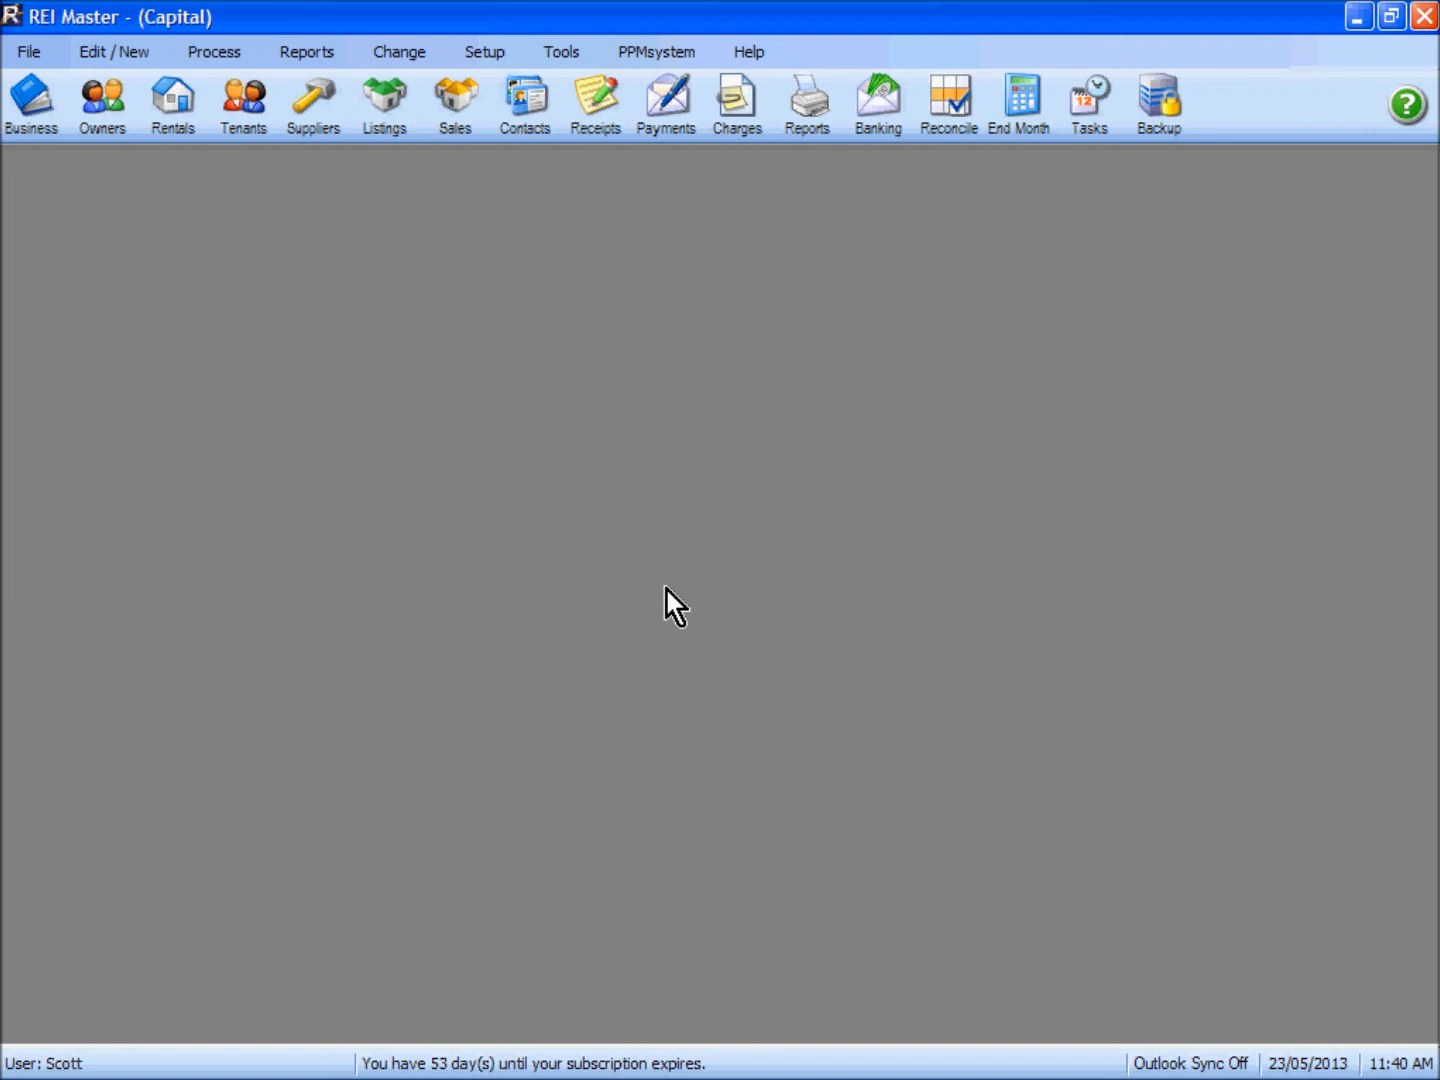 REI Master - (Capital)
File Edit / New Process Reports Change Setup Tools PPMsystem Help
Business Owners Rentals Tenants Suppliers Listings Sales Contacts Receipts Payments Charges Reports Banking Reconcile End Month Tasks Backup
User: Scott You have 53 day(s) until your subscription expires. Outlook Sync Off 23/05/2013 11:40 AM